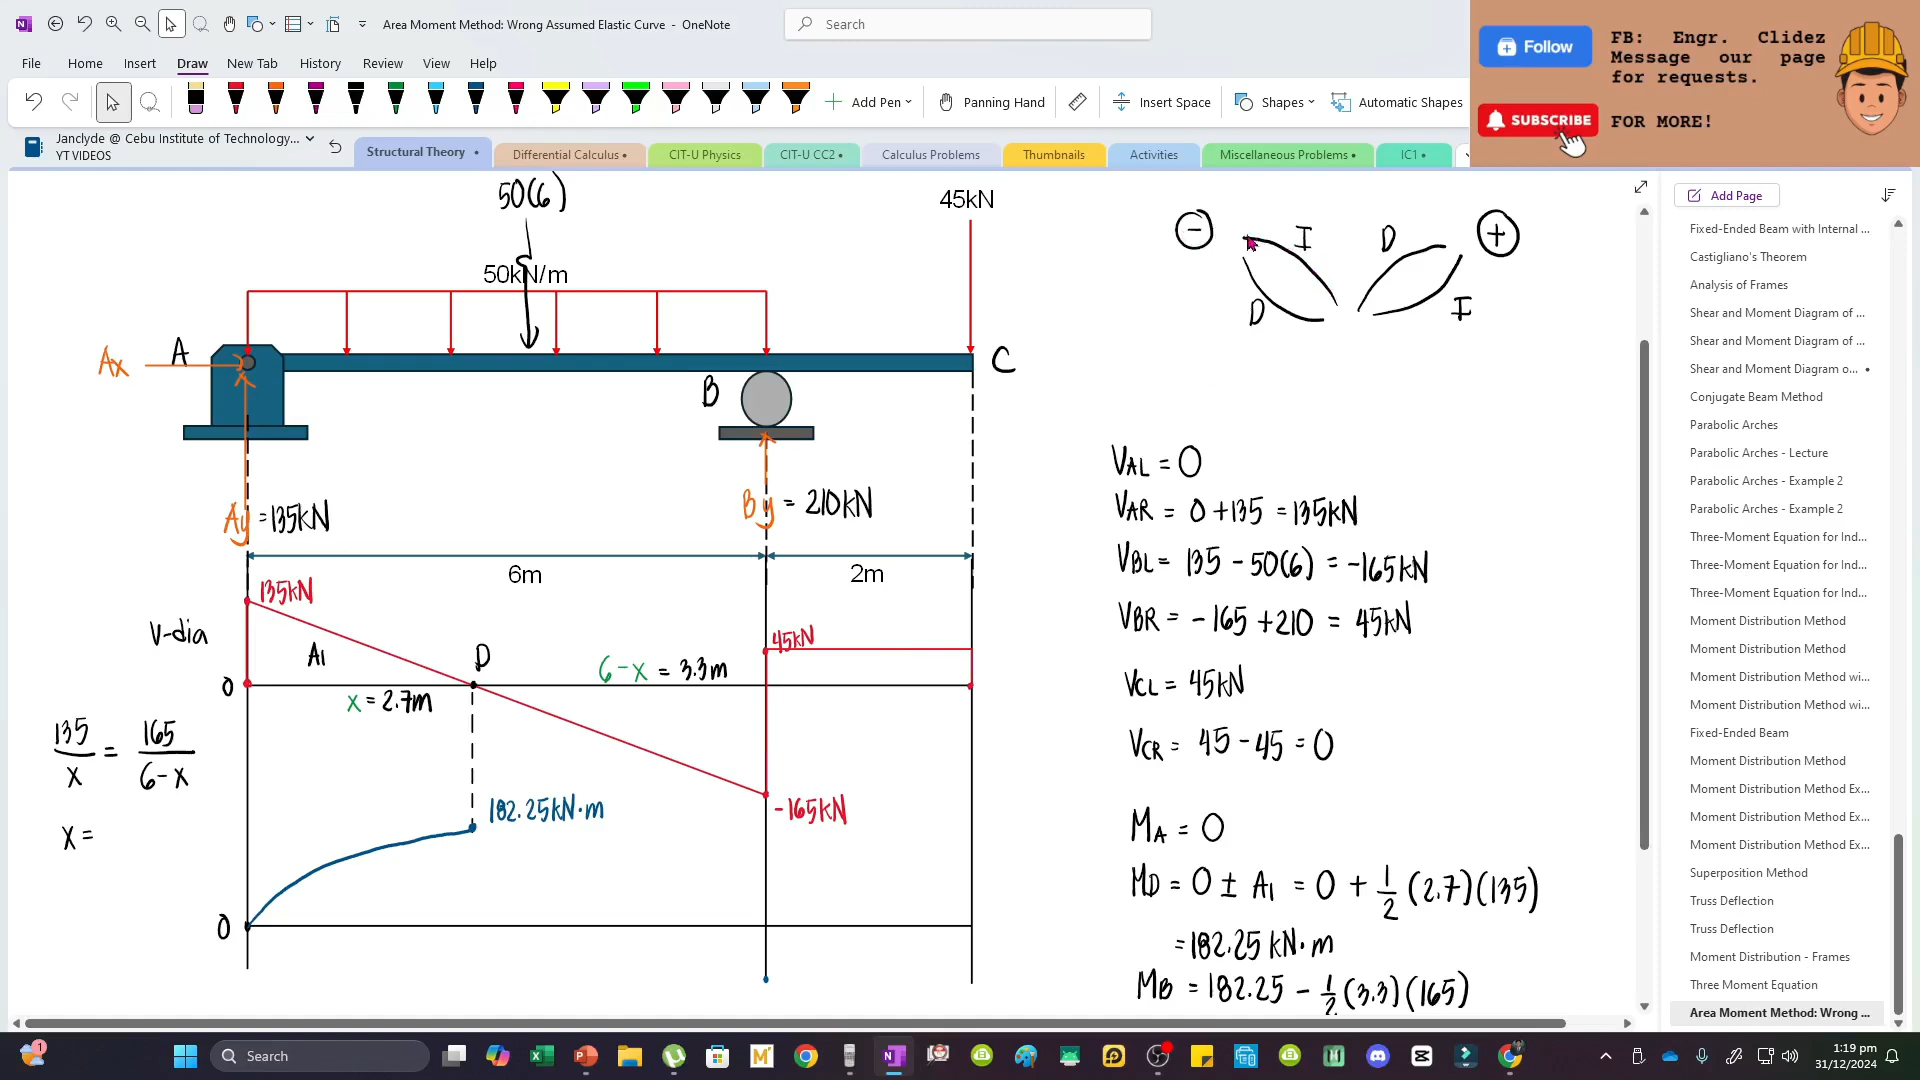 Area Moment Method: Wrong Assumed Elastic Curve - OneNote
Search
File Home Insert Draw New Tab History Review View Help
Add Pen
Panning Hand
Insert Space
Shapes
Automatic Shapes
Follow
SUBSCRIBE
FB: Engr. Clidez
Message our page
for requests.
FOR MORE!
Janclyde @ Cebu Institute of Technology...
YT VIDEOS
Structural Theory
Differential Calculus
CIT-U Physics
CIT-U CC2
Calculus Problems
Thumbnails
Activities
Miscellaneous Problems
IC1
50(6)
45kN
50kN/m
Ax
A
B
C
Ay = 135kN
By = 210kN
6m
2m
V-dia
135kN
A1
D
6-x = 3.3m
45kN
0
x = 2.7m
-165kN
135/x = 165/(6-x)
x =
182.25kN·m
0
- I D +
D I
VAL = 0
VAR = 0 + 135 = 135kN
VBL = 135 - 50(6) = -165kN
VBR = -165 + 210 = 45kN
VCL = 45kN
VCR = 45 - 45 = 0
MA = 0
MD = 0 ± A1 = 0 + 1/2 (2.7)(135)
= 182.25 kN·m
MB = 182.25 - 1/2 (3.3)(165)
Add Page
Fixed-Ended Beam with Internal ...
Castigliano's Theorem
Analysis of Frames
Shear and Moment Diagram of ...
Shear and Moment Diagram of ...
Shear and Moment Diagram o...
Conjugate Beam Method
Parabolic Arches
Parabolic Arches - Lecture
Parabolic Arches - Example 2
Parabolic Arches - Example 2
Three-Moment Equation for Ind...
Three-Moment Equation for Ind...
Three-Moment Equation for Ind...
Moment Distribution Method
Moment Distribution Method
Moment Distribution Method wi...
Moment Distribution Method wi...
Fixed-Ended Beam
Moment Distribution Method
Moment Distribution Method Ex...
Moment Distribution Method Ex...
Moment Distribution Method Ex...
Superposition Method
Truss Deflection
Truss Deflection
Moment Distribution - Frames
Three Moment Equation
Area Moment Method: Wrong ...
1
Search
1:19 pm
31/12/2024